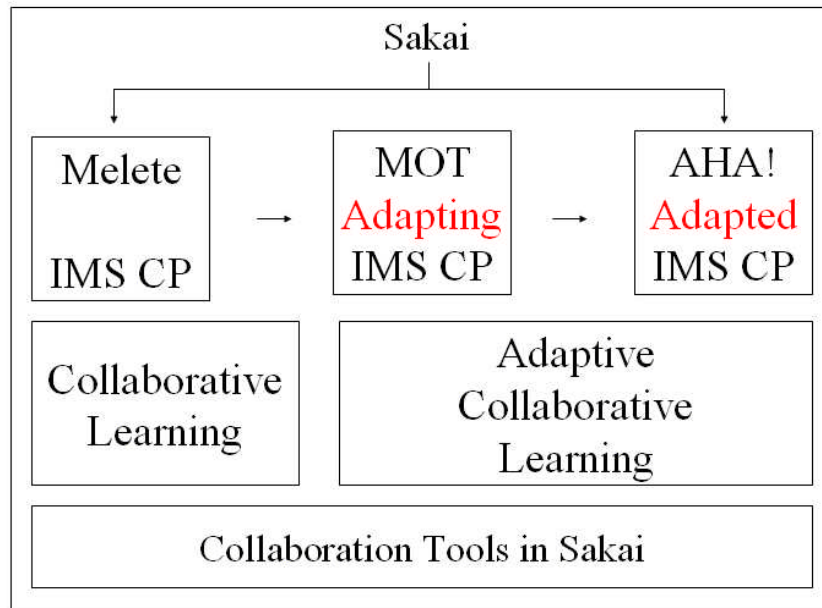 Sakai
Melete
IMS CP
MOT
Adapting
IMS CP
AHA!
Adapted
IMS CP
Collaborative
Learning
Adaptive
Collaborative
Learning
Collaboration Tools in Sakai